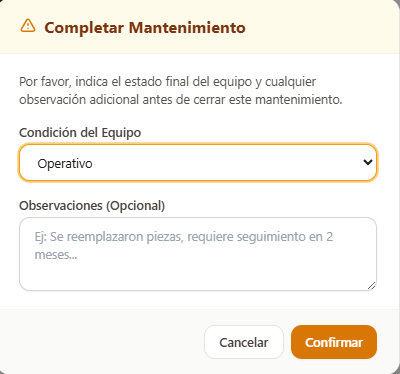 Completar Mantenimiento
Por favor, indica el estado final del equipo y cualquier
observación adicional antes de cerrar este mantenimiento.
Condición del Equipo
Operativo
Observaciones (Opcional)
Ej: Se reemplazaron piezas, requiere seguimiento en 2
meses...
Cancelar
Confirmar